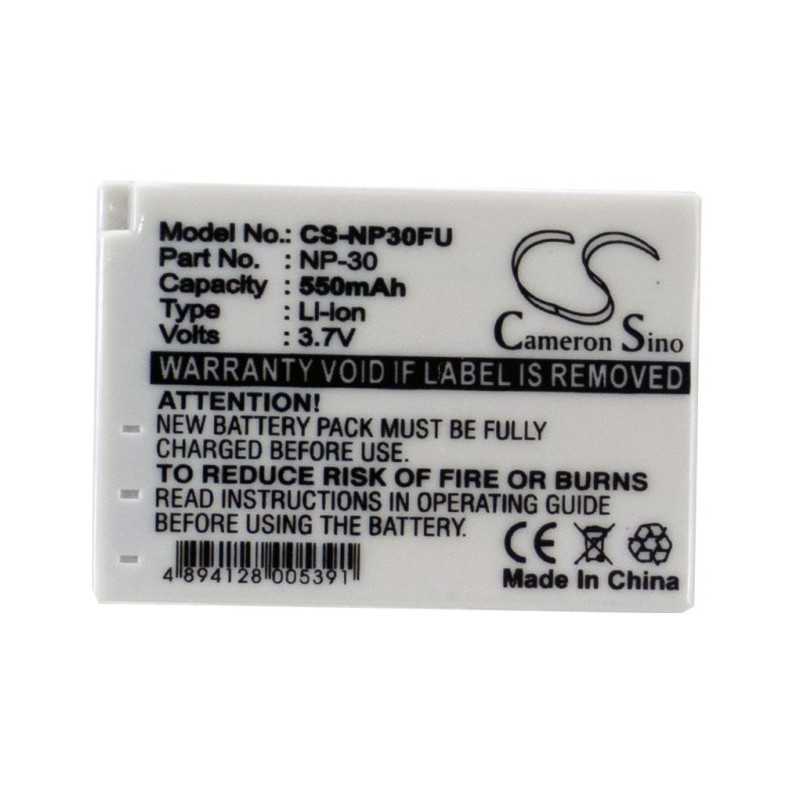 Model No.: CS-NP30FU
Part No. : NP-30
Capacity : 550mAh
Type : Li-ion
Volts : 3.7V
CS
Cameron Sino
WARRANTY VOID IF LABEL IS REMOVED
ATTENTION!
NEW BATTERY PACK MUST BE FULLY
CHARGED BEFORE USE.
TO REDUCE RISK OF FIRE OR BURNS
READ INSTRUCTIONS IN OPERATING GUIDE
BEFORE USING THE BATTERY.
4 894128 005391
CE
Made In China